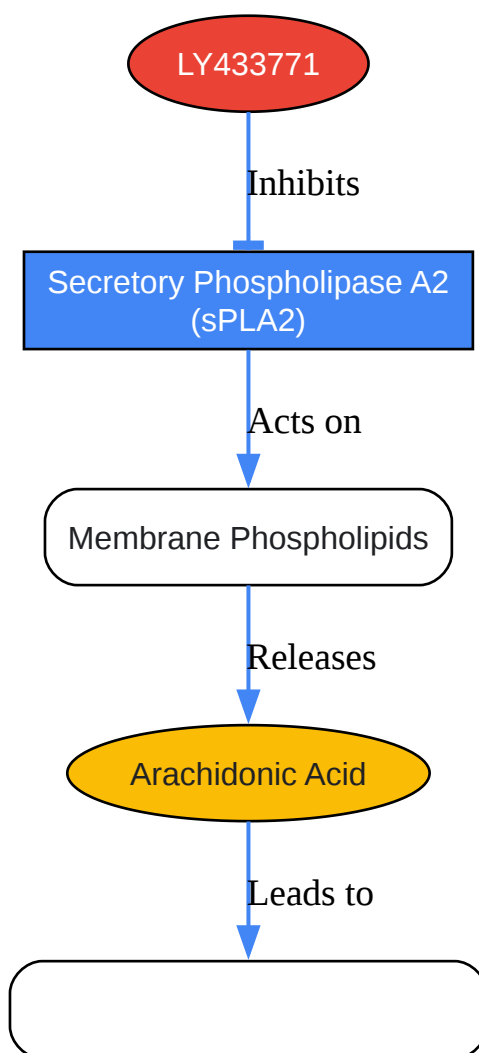 LY433771
Inhibits
Secretory Phospholipase A2
(sPLA2)
Acts on
Membrane Phospholipids
Releases
Arachidonic Acid
Leads to